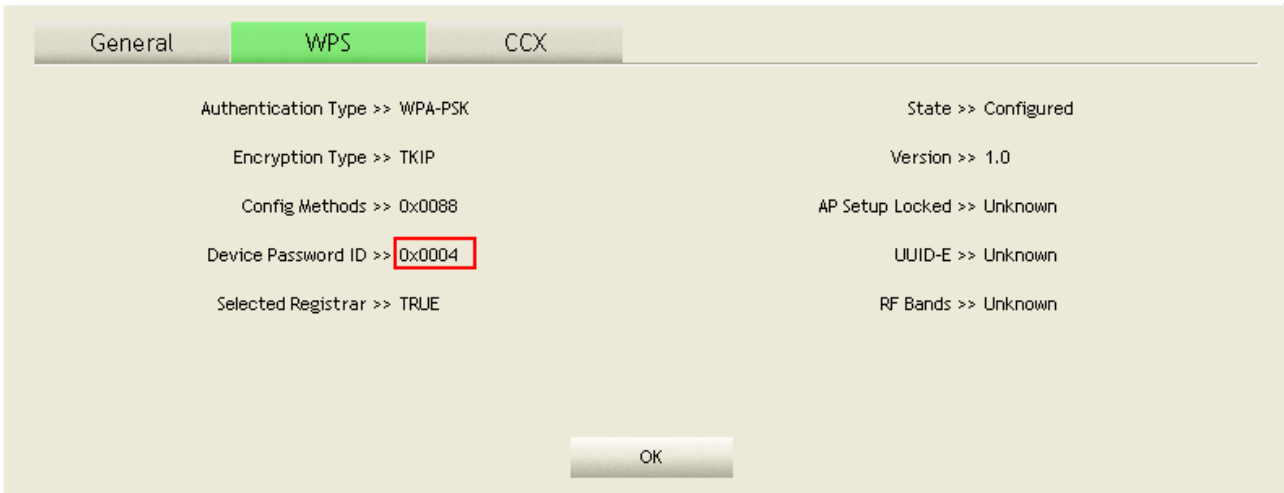 General WPS CCX
Authentication Type >> WPA-PSK State >> Configured
Encryption Type >> TKIP Version >> 1.0
Config Methods >> 0x0088 AP Setup Locked >> Unknown
Device Password ID >> 0x0004 UUID-E >> Unknown
Selected Registrar >> TRUE RF Bands >> Unknown
OK